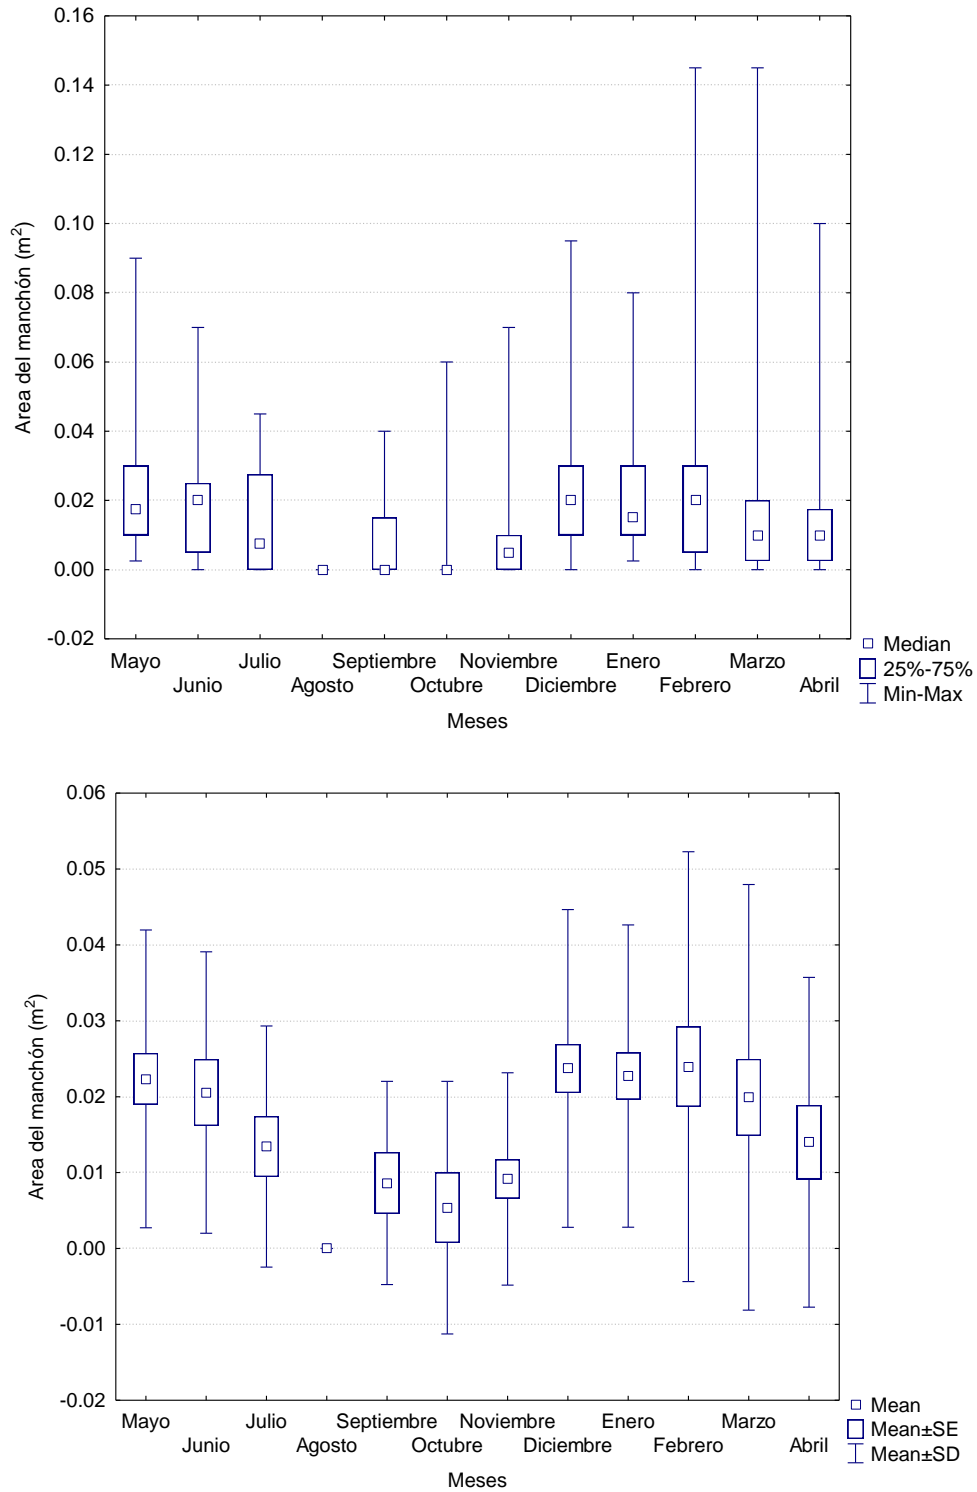 0.16
0.14
0.12
0.10
0.08
0.06
0.04
0.02
0.00
-0.02
Area del manchón (m²)
Mayo Julio Septiembre Noviembre Enero Marzo
Junio Agosto Octubre Diciembre Febrero Abril
Meses
Median
25%-75%
Min-Max
0.06
0.05
0.04
0.03
0.02
0.01
0.00
-0.01
-0.02
Area del manchón (m²)
Mayo Julio Septiembre Noviembre Enero Marzo
Junio Agosto Octubre Diciembre Febrero Abril
Meses
Mean
Mean±SE
Mean±SD